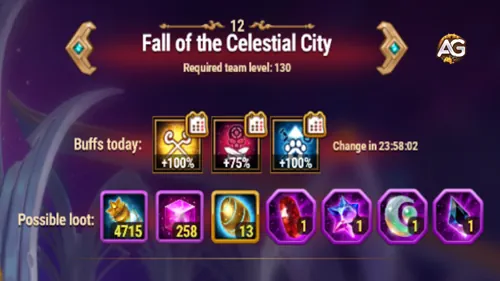 12
Fall of the Celestial City
Required team level: 130
AG
Buffs today:
+100%
+75%
+100%
Change in 23:58:02
Possible loot:
4715
258
13
1
1
1
1